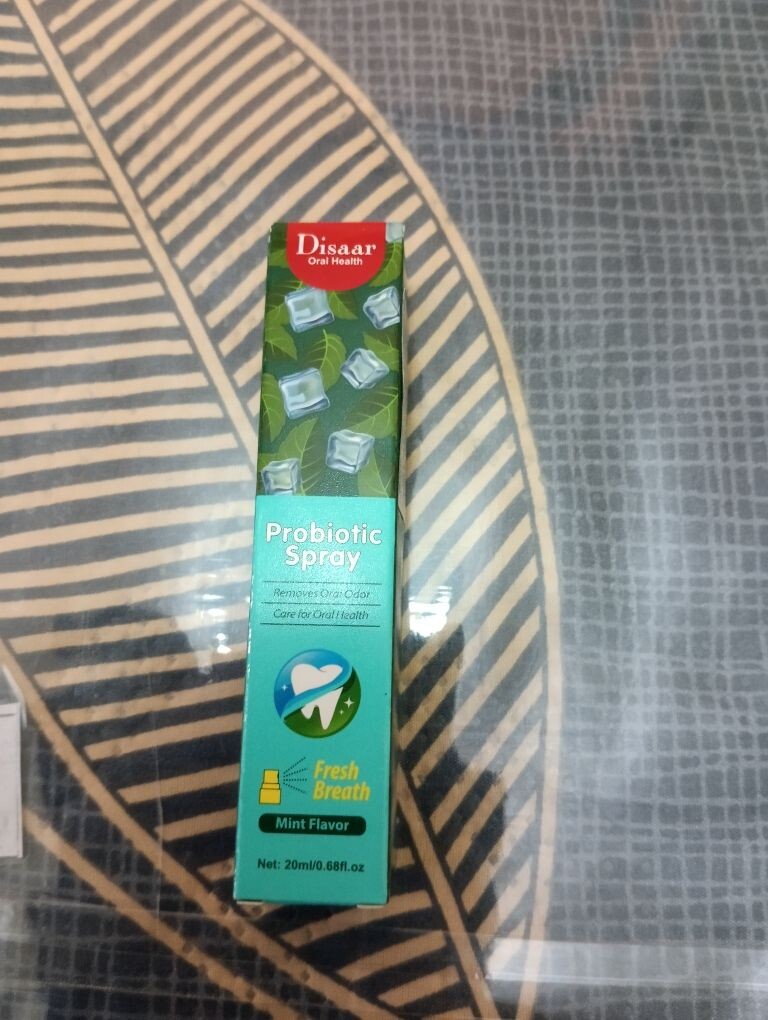 Disaar
Oral Health
Probiotic
Spray
Removes Oral Odor
Care for Oral Health
Fresh
Breath
Mint Flavor
Net: 20ml/0.68fl.oz